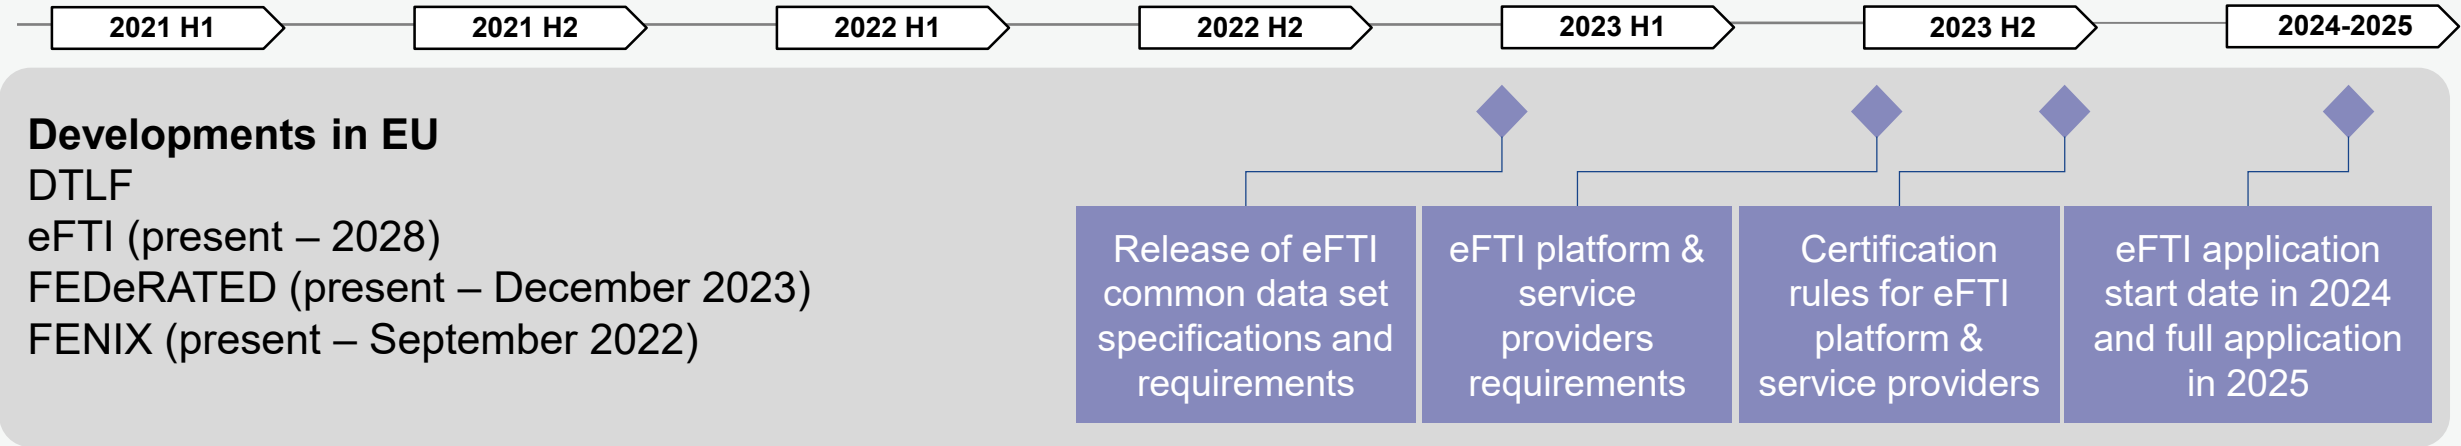 2021 H1
2021 H2
2022 H1
2022 H2
2023 H1
2023 H2
2024-2025
Developments in EU
DTLF
eFTI (present – 2028)
FEDeRATED (present – December 2023)
FENIX (present – September 2022)
Release of eFTI
common data set
specifications and
requirements
eFTI platform &
service
providers
requirements
Certification
rules for eFTI
platform &
service providers
eFTI application
start date in 2024
and full application
in 2025